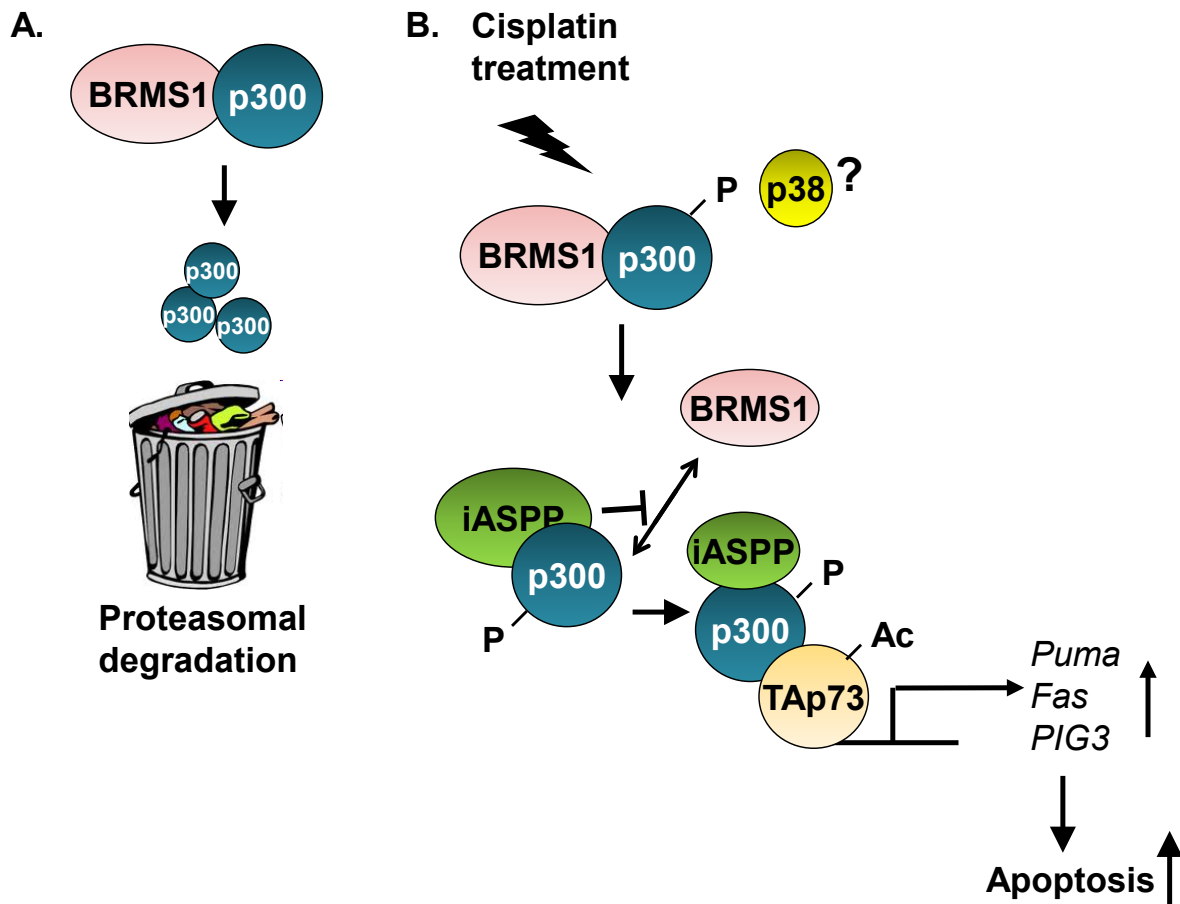 A.
BRMS1
p300
p300
p300
p300
Proteasomal
degradation
B.
Cisplatin
treatment
P
p38
?
BRMS1
p300
BRMS1
iASPP
p300
P
iASPP
P
p300
Ac
TAp73
Puma
Fas
PIG3
Apoptosis